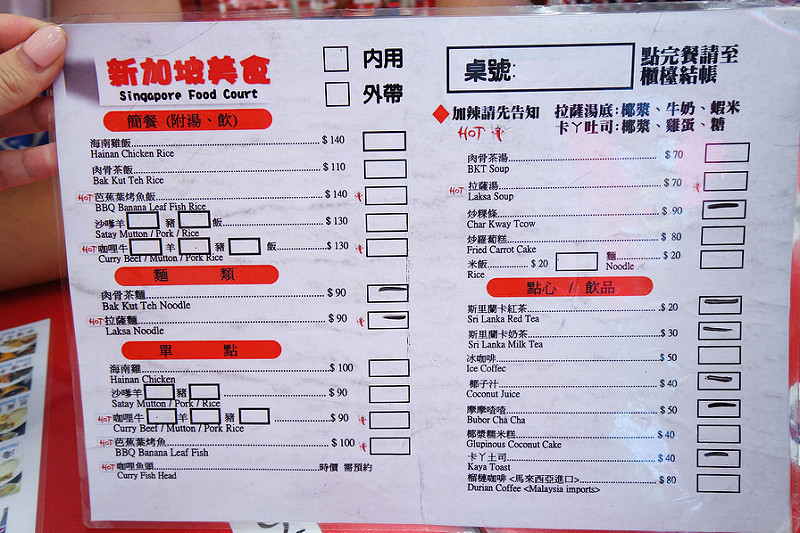 新加坡美食
Singapore Food Court
內用
外帶
桌號:
點完餐請至
櫃檯結帳
加辣請先告知
HOT
拉薩湯底:椰漿、牛奶、蝦米
卡丫吐司:椰漿、雞蛋、糖
簡餐 (附湯、飲)
海南雞飯 $140
Hainan Chicken Rice
肉骨茶飯 $110
Bak Kut Teh Rice
HOT 芭蕉葉烤魚飯 $140
BBQ Banana Leaf Fish Rice
沙嗲羊 豬 飯 $130
Satay Mutton / Pork / Rice
HOT 咖哩牛 羊 豬 飯 $130
Curry Beef / Mutton / Pork Rice
麵 類
肉骨茶麵 $90
Bak Kut Teh Noodle
HOT 拉薩麵 $90
Laksa Noodle
單 點
海南雞 $100
Hainan Chicken
沙嗲羊 豬 $90
Satay Mutton / Pork / Rice
HOT 咖哩牛 羊 豬 $90
Curry Beef / Mutton / Pork Rice
HOT 芭蕉葉烤魚 $100
BBQ Banana Leaf Fish
HOT 咖哩魚頭 時價 需預約
Curry Fish Head
肉骨茶湯 $70
BKT Soup
HOT 拉薩湯 $70
Laksa Soup
炒粿條 $90
Char Kway Tcow
炒羅蔔糕 $80
Fried Carrot Cake
米飯 $20 麵 $20
Rice Noodle
點心 / 飲品
斯里蘭卡紅茶 $20
Sri Lanka Red Tea
斯里蘭卡奶茶 $30
Sri Lanka Milk Tea
冰咖啡 $50
Ice Coffec
椰子汁 $40
Coconut Juice
摩摩喳喳 $50
Bubor Cha Cha
椰漿糯米糕 $40
Glupinous Coconut Cake
卡丫土司 $40
Kaya Toast
榴槤咖啡 <馬來西亞進口> $80
Durian Coffee <Malaysia imports>